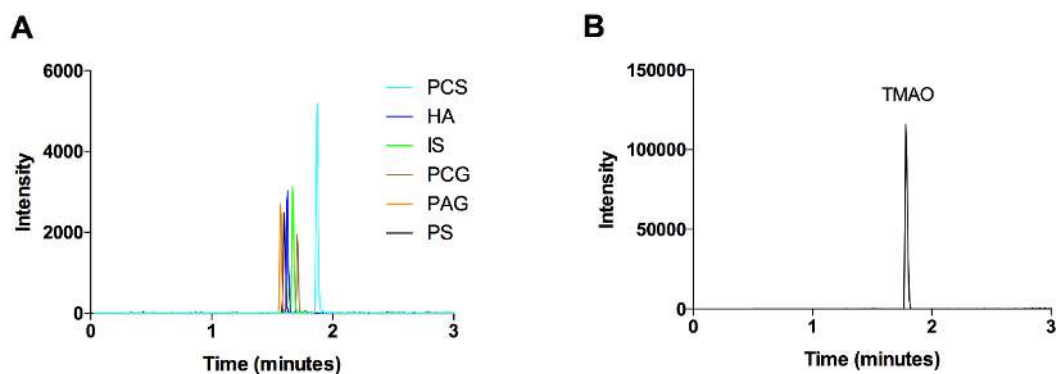 A
6000
4000
2000
0
Intensity
0 1 2 3
Time (minutes)
PCS
HA
IS
PCG
PAG
PS
B
150000
100000
50000
0
Intensity
TMAO
0 1 2 3
Time (minutes)